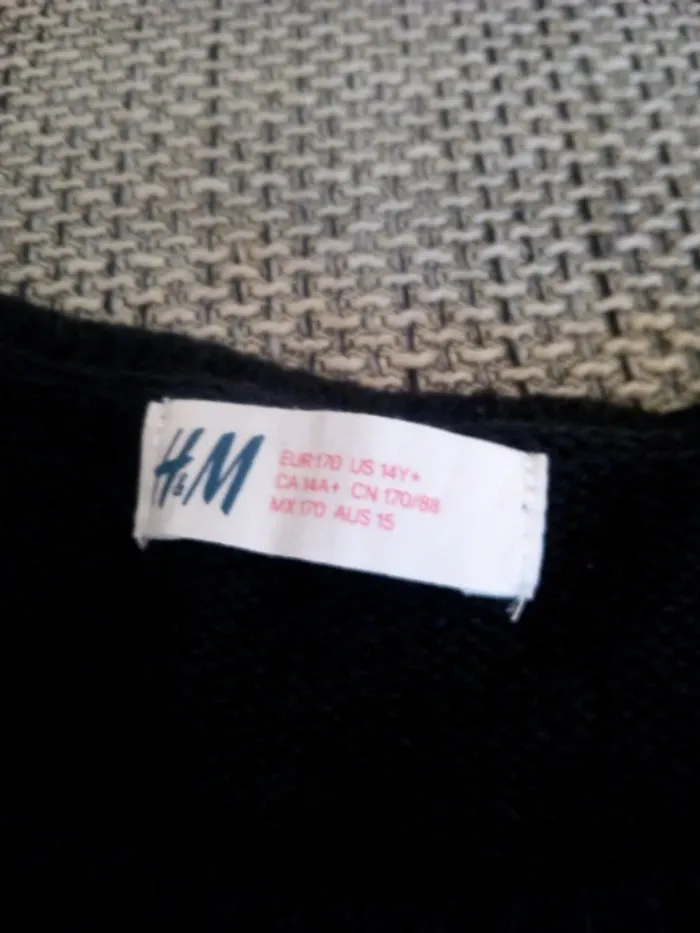 H&M
EUR170 US 14Y+
CA 14A+ CN 170/88
MX170 AUS 15